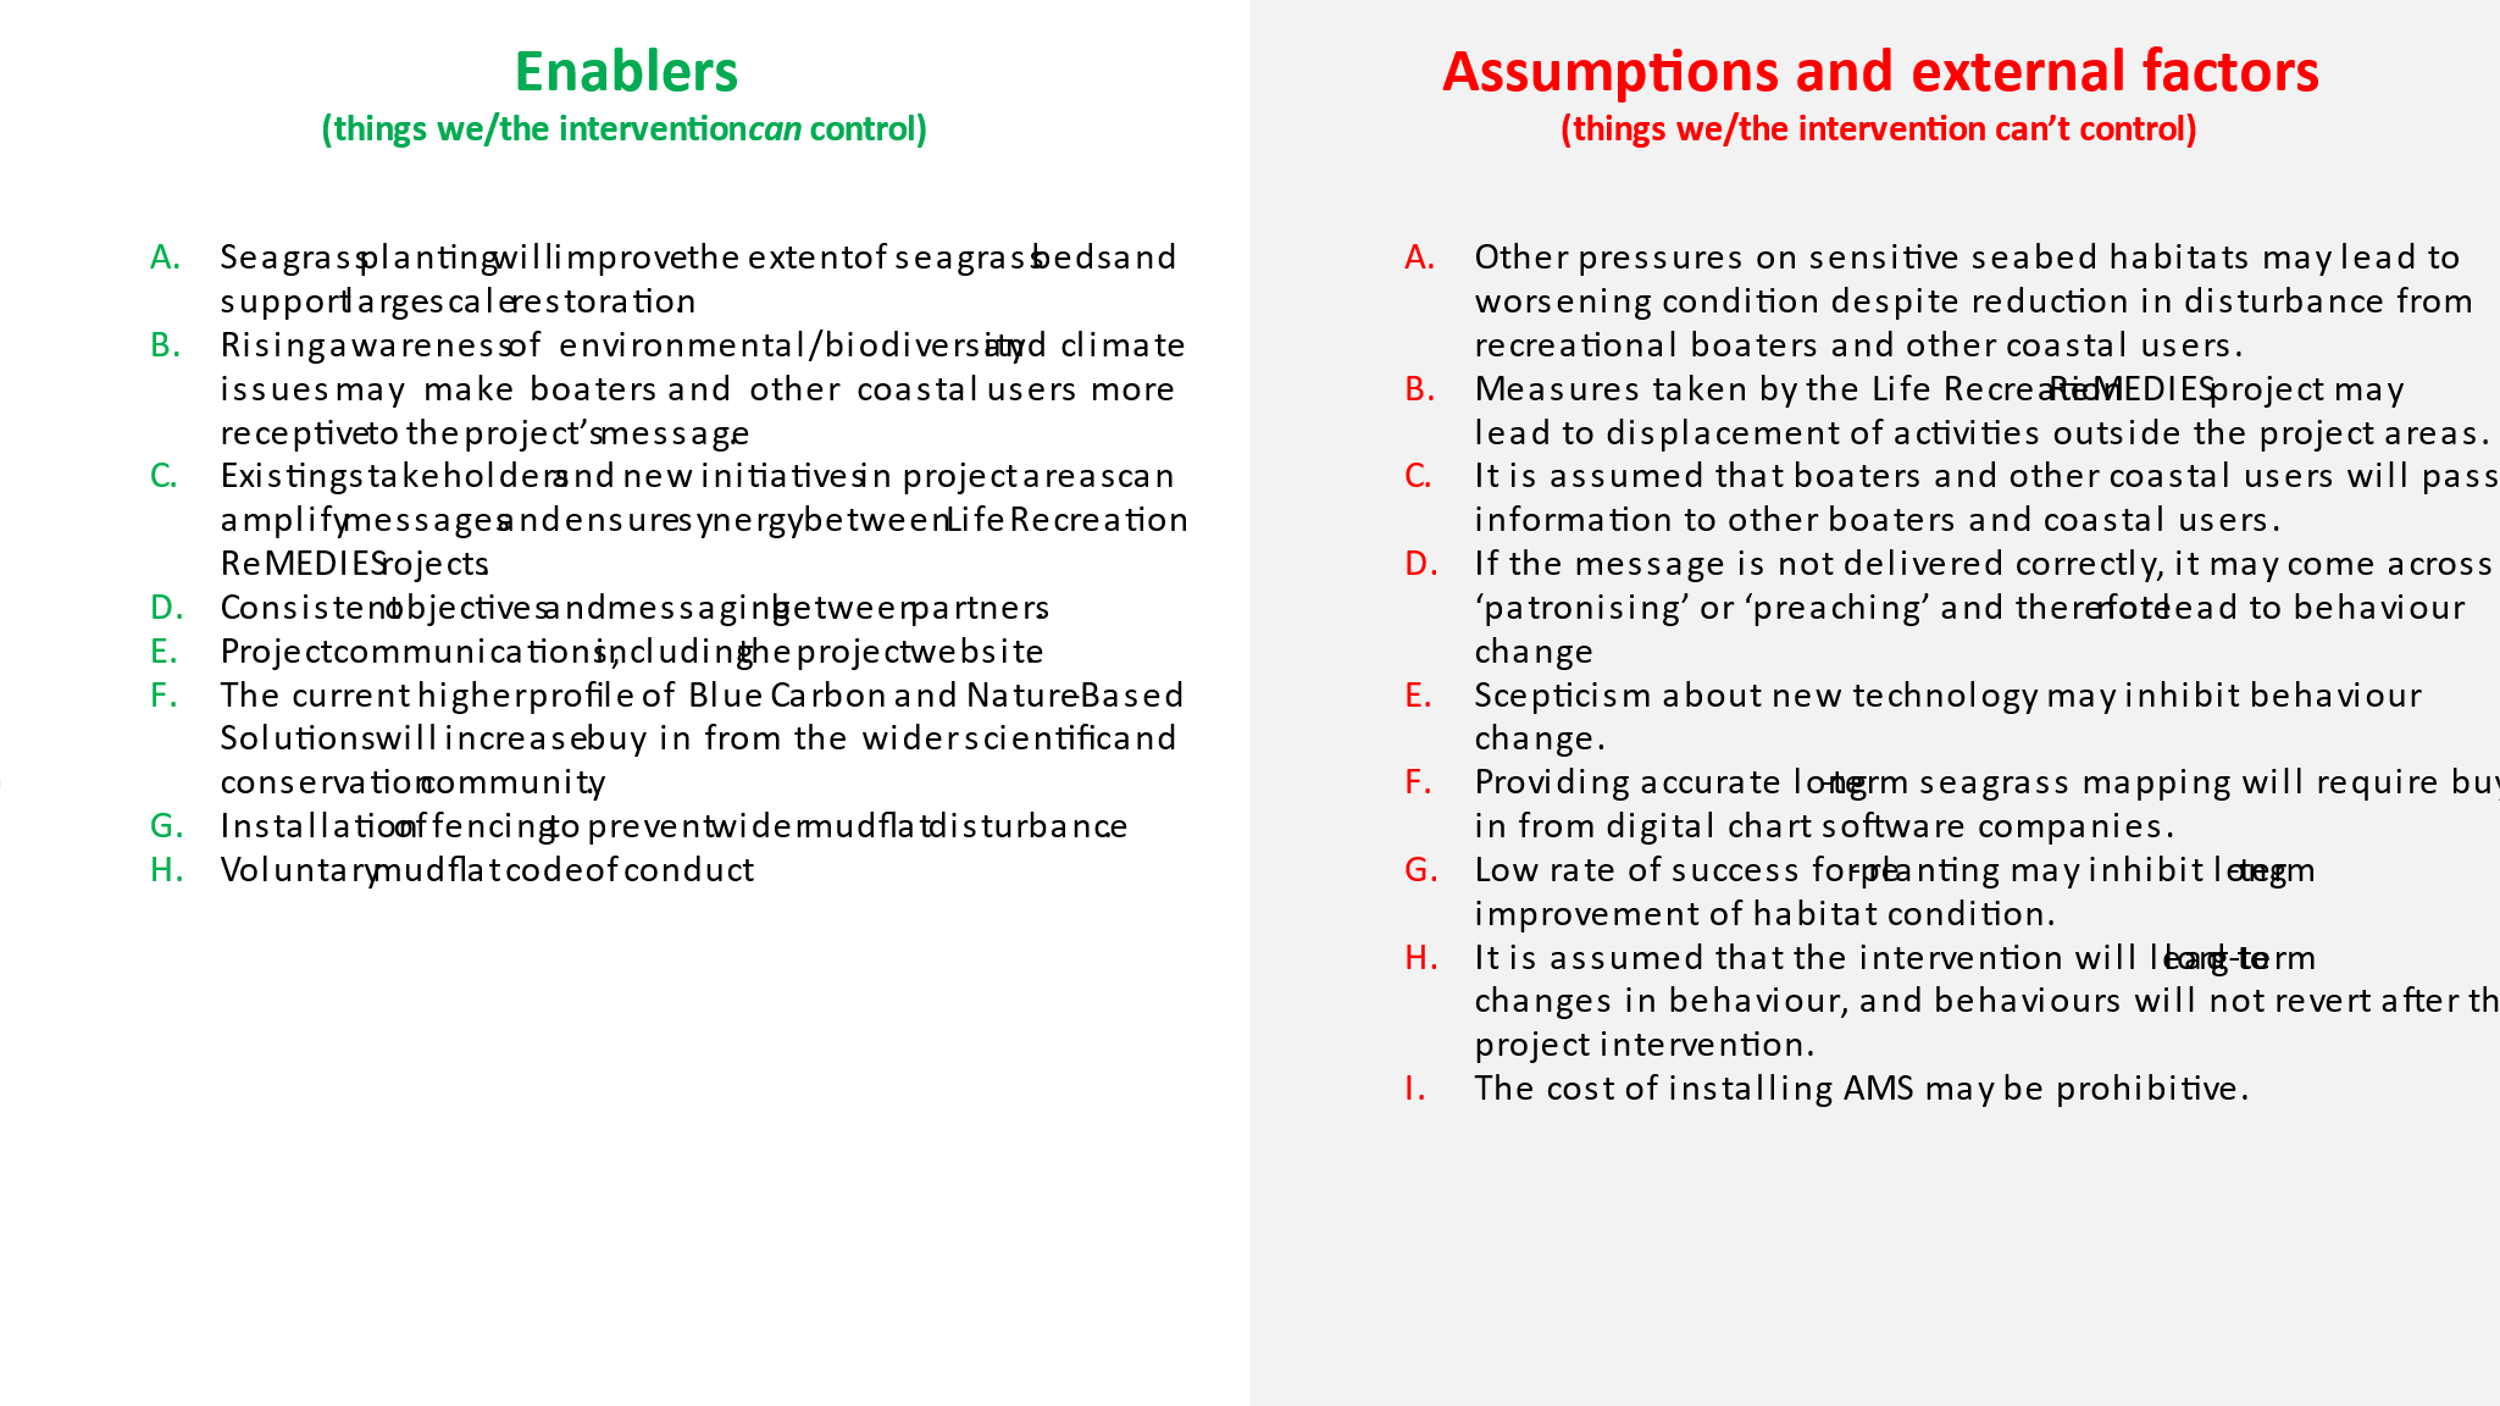 Enablers
(things we/the intervention can control)
A. Seagrass planting will improve the extent of seagrass beds and
support large scale restoration.
B. Rising awareness of environmental/biodiversity and climate
issues may make boaters and other coastal users more
receptive to the project’s message.
C. Existing stakeholders and new initiatives in project areas can
amplify messages and ensure synergy between Life Recreation
ReMEDIES rojects.
D. Consistent objectives and messaging between partners.
E. Project communications, including the project website.
F. The current higher profile of Blue Carbon and Nature-Based
Solutions will increase buy in from the wider scientific and
conservation community.
G. Installation of fencing to prevent wider mudflat disturbance.
H. Voluntary mudflat code of conduct
Assumptions and external factors
(things we/the intervention can’t control)
A. Other pressures on sensitive seabed habitats may lead to
worsening condition despite reduction in disturbance from
recreational boaters and other coastal users.
B. Measures taken by the Life Recreation ReMEDIES project may
lead to displacement of activities outside the project areas.
C. It is assumed that boaters and other coastal users will pass
information to other boaters and coastal users.
D. If the message is not delivered correctly, it may come across
‘patronising’ or ‘preaching’ and therefore not lead to behaviour
change
E. Scepticism about new technology may inhibit behaviour
change.
F. Providing accurate long-term seagrass mapping will require buy
in from digital chart software companies.
G. Low rate of success for re-planting may inhibit long-term
improvement of habitat condition.
H. It is assumed that the intervention will lead to long-term
changes in behaviour, and behaviours will not revert after th
project intervention.
I. The cost of installing AMS may be prohibitive.